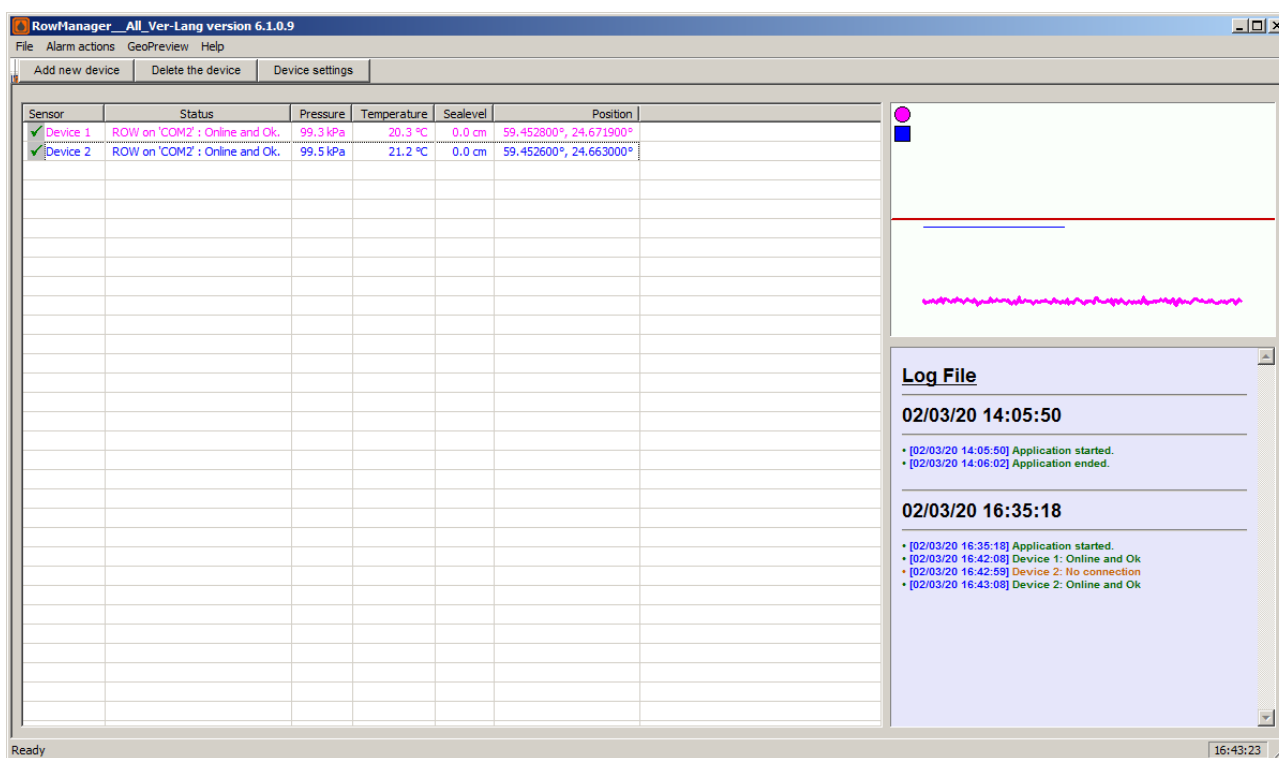 RowManager__All_Ver-Lang version 6.1.0.9
File Alarm actions GeoPreview Help
Add new device Delete the device Device settings
Sensor Status Pressure Temperature Sealevel Position
Device 1 ROW on 'COM2' : Online and Ok. 99.3 kPa 20.3 ºC 0.0 cm 59.452800º, 24.671900º
Device 2 ROW on 'COM2' : Online and Ok. 99.5 kPa 21.2 ºC 0.0 cm 59.452600º, 24.663000º
Log File
02/03/20 14:05:50
• [02/03/20 14:05:50] Application started.
• [02/03/20 14:06:02] Application ended.
02/03/20 16:35:18
• [02/03/20 16:35:18] Application started.
• [02/03/20 16:42:08] Device 1: Online and Ok
• [02/03/20 16:42:59] Device 2: No connection
• [02/03/20 16:43:08] Device 2: Online and Ok
Ready 16:43:23